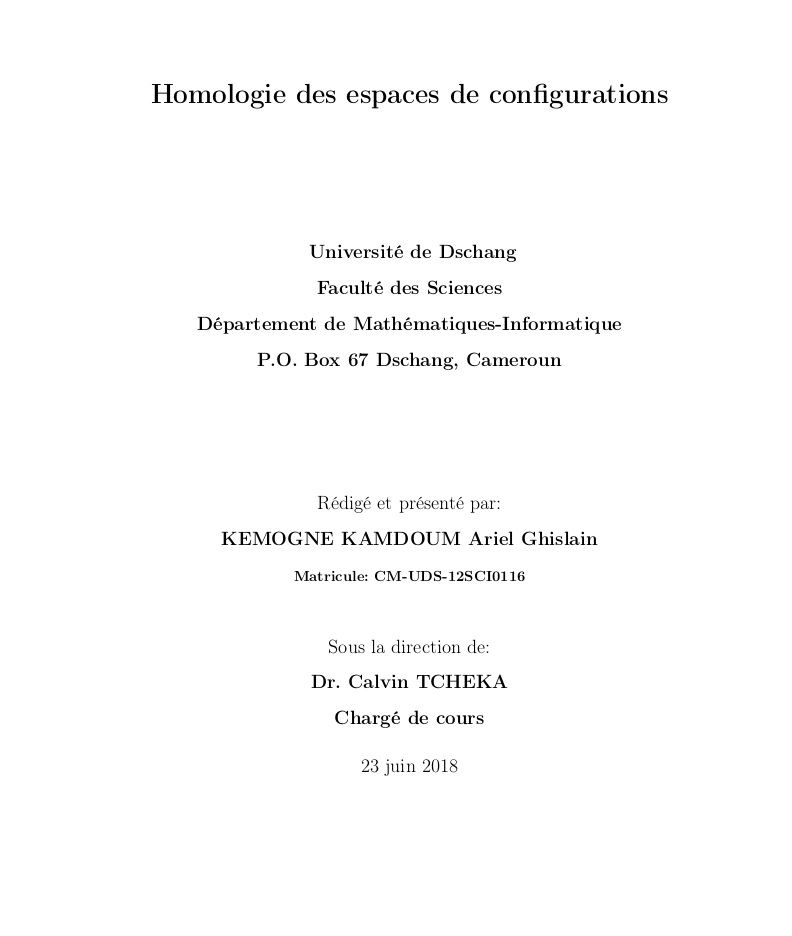 Homologie des espaces de configurations
Université de Dschang
Faculté des Sciences
Département de Mathématiques-Informatique
P.O. Box 67 Dschang, Cameroun
Rédigé et présenté par:
KEMOGNE KAMDOUM Ariel Ghislain
Matricule: CM-UDS-12SCI0116
Sous la direction de:
Dr. Calvin TCHEKA
Chargé de cours
23 juin 2018